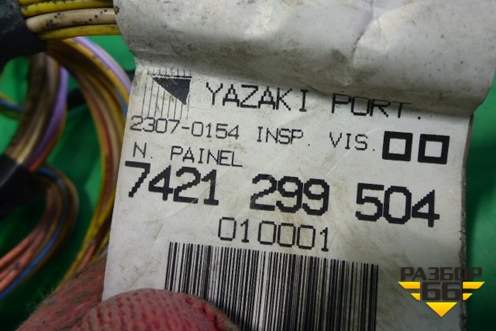 YAZAKI PORT.
2307-0154 INSP. VIS.
N. PAINEL
7421 299 504
010001
РАЗБОР
66